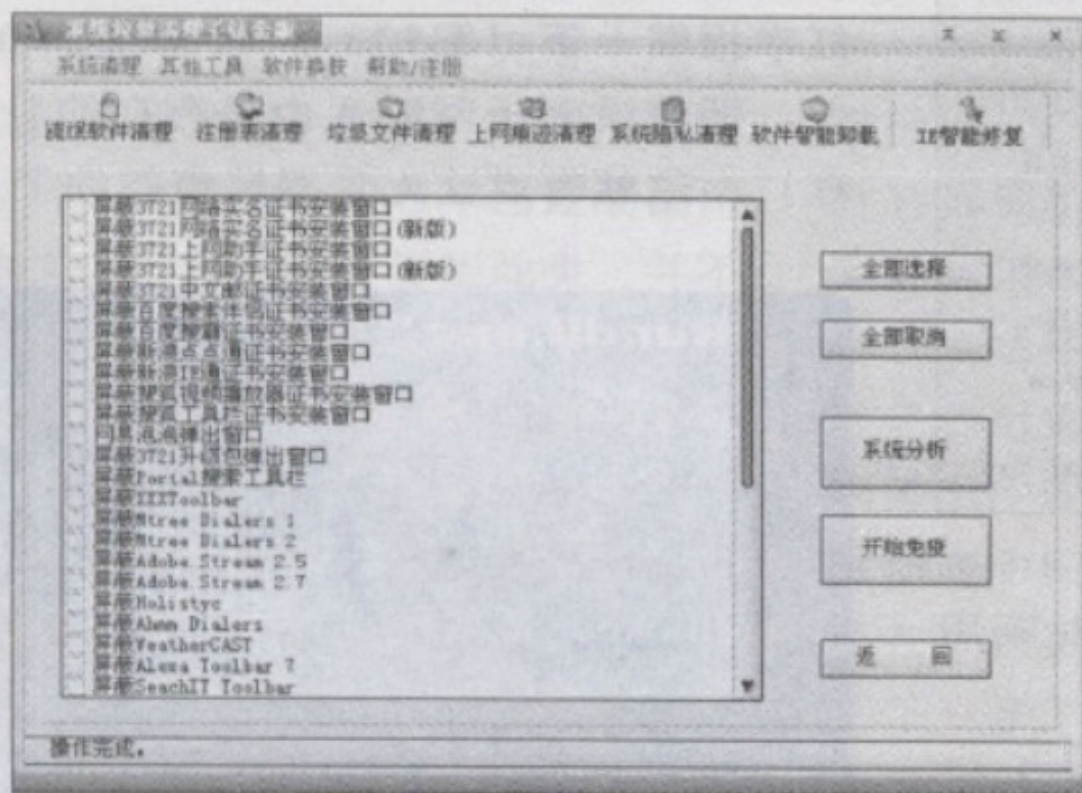 系统清理 其他工具 软件换肤 帮助/注册
流氓软件清理 注册表清理 垃圾文件清理 上网痕迹清理 系统隐私清理 软件智能卸载 IE智能修复
屏蔽3721网络实名证书安装窗口
屏蔽3721网络实名证书安装窗口(新版)
屏蔽3721上网助手证书安装窗口
屏蔽3721上网助手证书安装窗口(新版)
屏蔽3721中文邮证书安装窗口
屏蔽百度搜索伴侣证书安装窗口
屏蔽百度搜霸证书安装窗口
屏蔽新浪点点通证书安装窗口
屏蔽新浪IE通证书安装窗口
屏蔽搜狐视频播放器证书安装窗口
屏蔽搜狐工具栏证书安装窗口
网易泡泡弹出窗口
屏蔽3721升级包弹出窗口
屏蔽Portal搜索工具栏
屏蔽XXXToolbar
屏蔽Ntree Dialers 1
屏蔽Ntree Dialers 2
屏蔽Adobe.Stream 2.5
屏蔽Adobe.Stream 2.7
屏蔽Holistyc
屏蔽Ahmm Dialers
屏蔽WeatherCAST
屏蔽Alexa Toolbar 7
屏蔽SeachIT Toolbar
全部选择
全部取消
系统分析
开始免疫
返 回
操作完成。